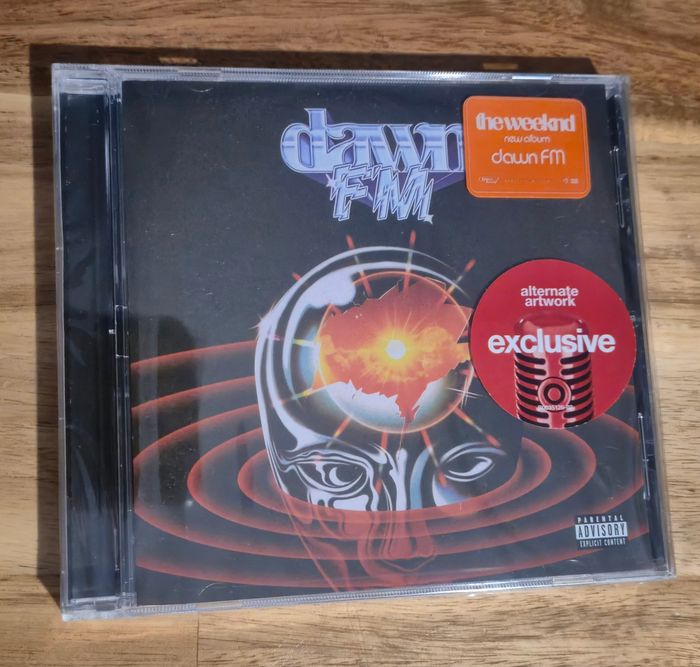 dawn
FM
the weeknd
new album
dawn FM
alternate
artwork
exclusive
PARENTAL
ADVISORY
EXPLICIT CONTENT